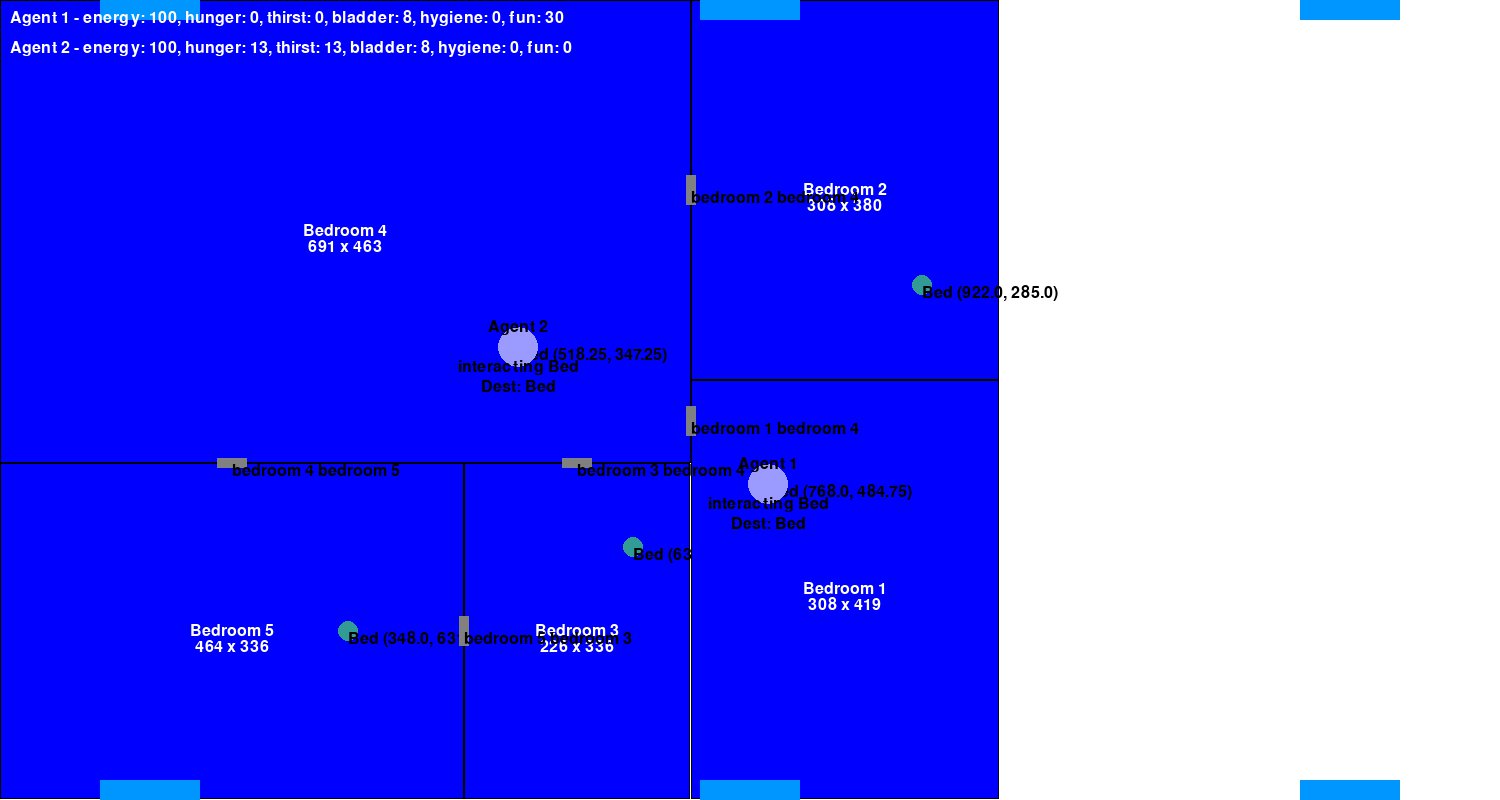 Agent 1 - energy: 100, hunger: 0, thirst: 0, bladder: 8, hygiene: 0, fun: 30
Agent 2 - energy: 100, hunger: 13, thirst: 13, bladder: 8, hygiene: 0, fun: 0
Bedroom 2
308 x 380
bedroom 2 bedroom
Bedroom 4
691 x 463
Bed (922.0, 285.0)
Agent 2
(518.25, 347.25)
interacting Bed
Dest: Bed
bedroom 1 bedroom 4
Agent 1
bedroom 4 bedroom 5
bedroom 3 bedroom 4
(768.0, 484.75)
interacting Bed
Dest: Bed
Bed (63
Bedroom 1
308 x 419
Bedroom 5
464 x 336
Bed (348.0, 63
Bedroom 3
226 x 336
bedroom 5 bedroom 3